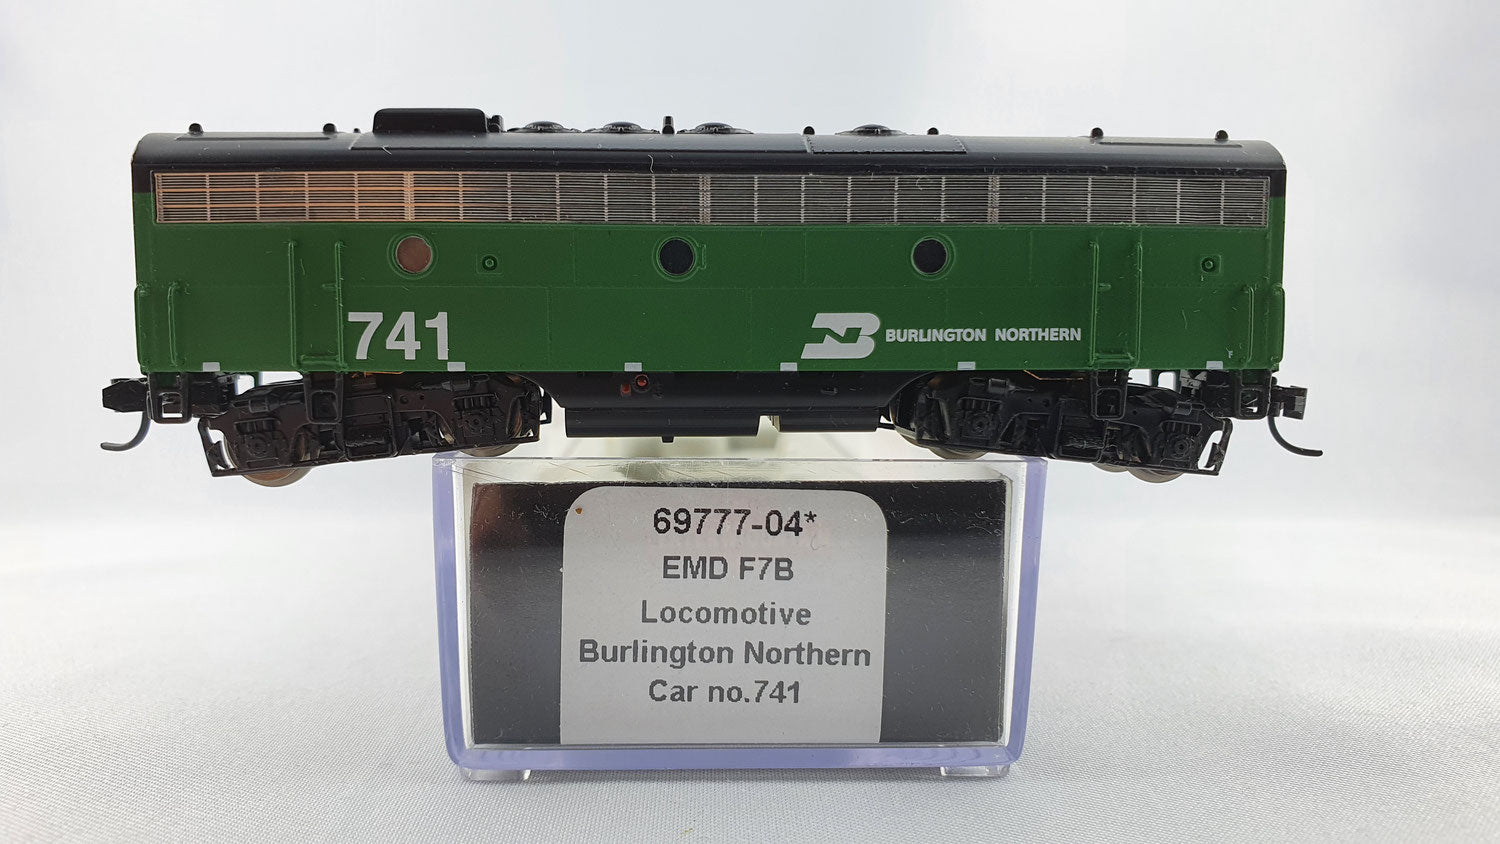 741
BURLINGTON NORTHERN
F
69777-04*
EMD F7B
Locomotive
Burlington Northern
Car no.741